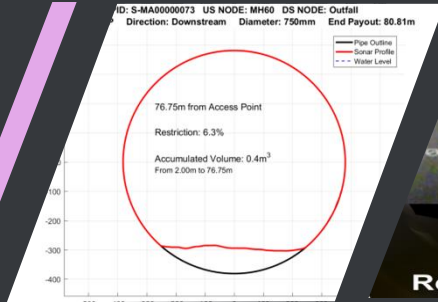 PID: S-MA00000073 US NODE: MH60 DS NODE: Outfall
Direction: Downstream Diameter: 750mm End Payout: 80.81m
Pipe Outline
Sonar Profile
Water Level
76.75m from Access Point
Restriction: 6.3%
Accumulated Volume: 0.4m³
From 2.00m to 76.75m
0
-100
-200
-300
-400